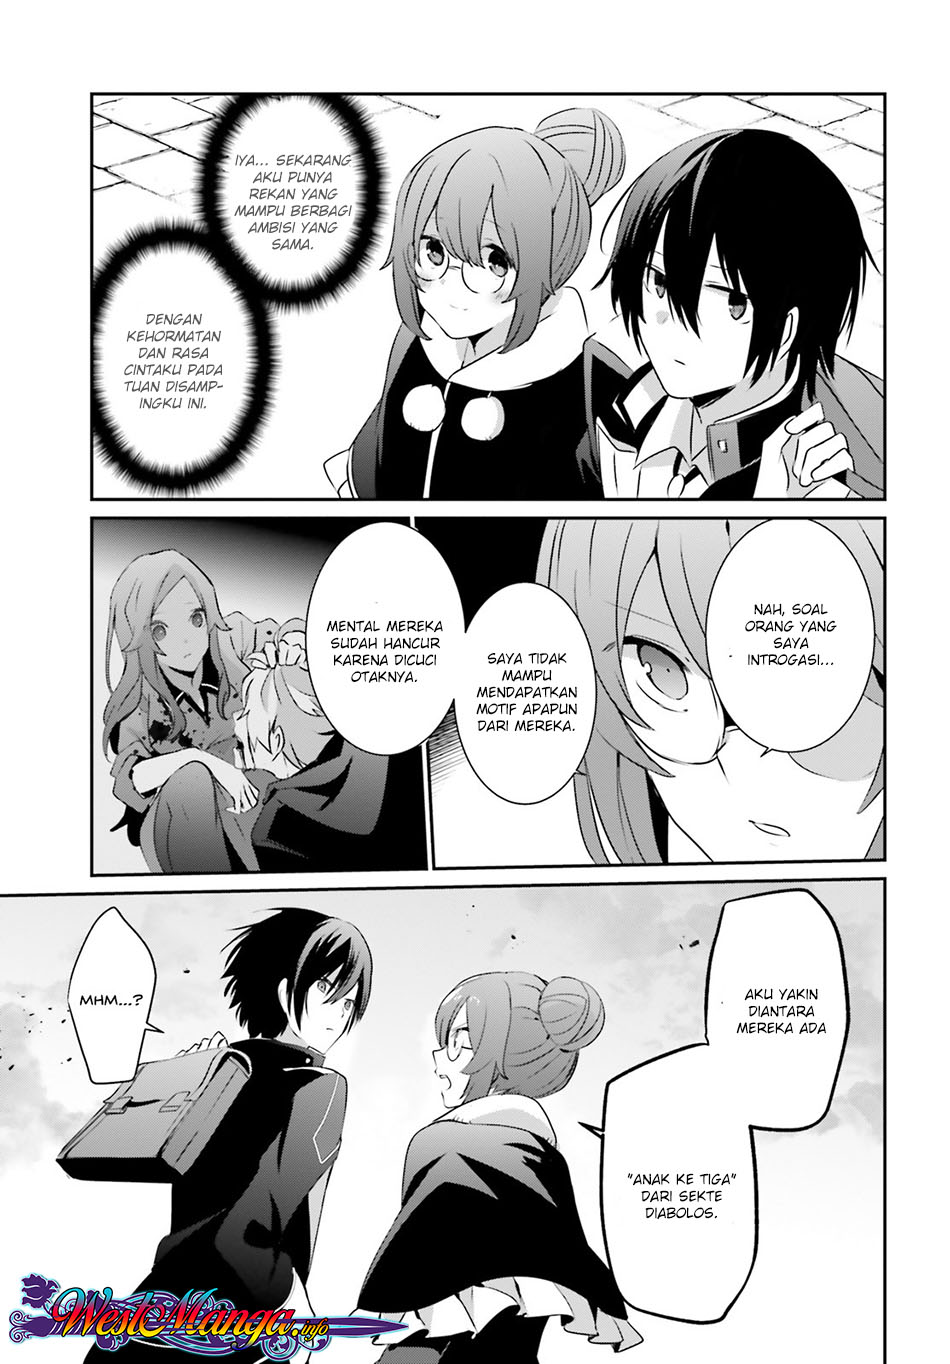 IYA... SEKARANG
AKU PUNYA
REKAN YANG
MAMPU BERBAGI
AMBISI YANG
SAMA.
DENGAN
KEHORMATAN
DAN RASA
CINTAKU PADA
TUAN DISAMP-
INGKU INI.
NAH, SOAL
ORANG YANG
SAYA
INTROGASI...
SAYA TIDAK
MAMPU
MENDAPATKAN
MOTIF APAPUN
DARI MEREKA.
MENTAL MEREKA
SUDAH HANCUR
KARENA DICUCI
OTAKNYA.
AKU YAKIN
DIANTARA
MEREKA ADA
"ANAK KE TIGA"
DARI SEKTE
DIABOLOS.
MHM...?
WestManga.info